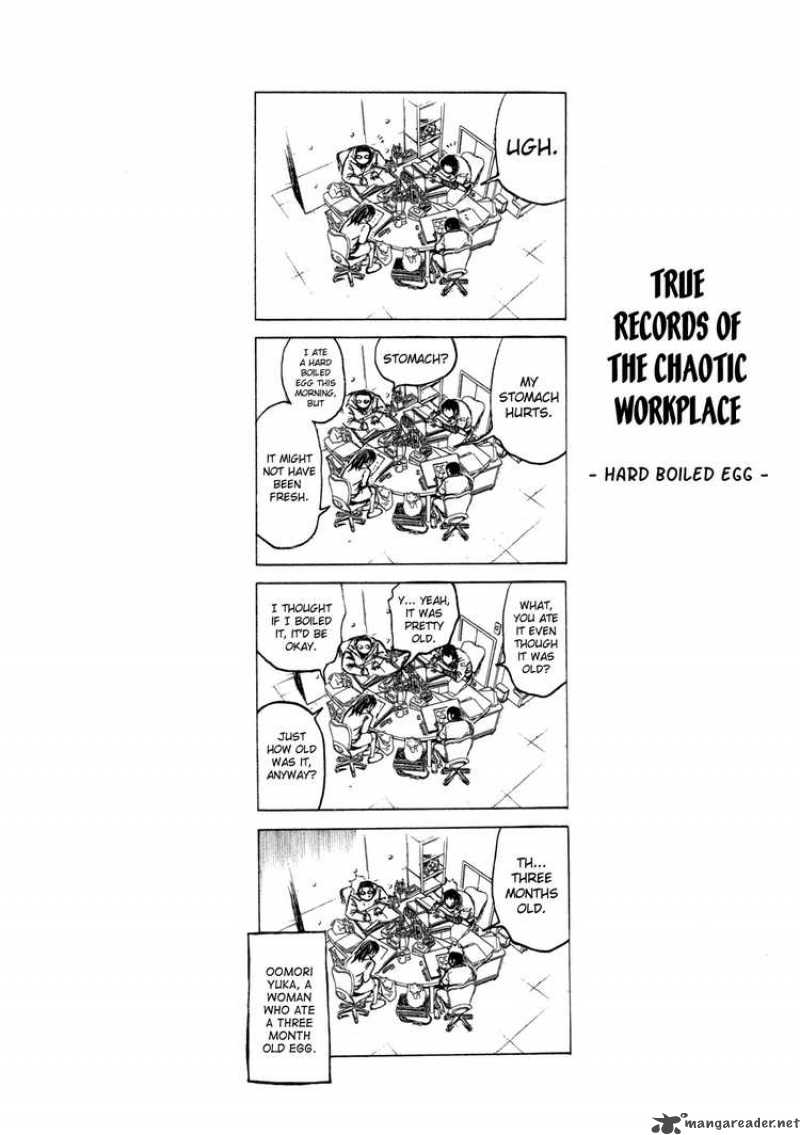 TRUE
RECORDS OF
THE CHAOTIC
WORKPLACE
- HARD BOILED EGG -
UGH.
MY
STOMACH
HURTS.
STOMACH?
I ATE
A HARD
BOILED
EGG THIS
MORNING,
BUT
IT MIGHT
NOT HAVE
BEEN
FRESH.
WHAT,
YOU ATE
IT EVEN
THOUGH
IT WAS
OLD?
Y... YEAH,
IT WAS
PRETTY
OLD.
I THOUGHT
IF I BOILED
IT, IT'D BE
OKAY.
JUST
HOW OLD
WAS IT,
ANYWAY?
TH...
THREE
MONTHS
OLD.
OOMORI
YUKA, A
WOMAN
WHO ATE
A THREE
MONTH
OLD EGG.
mangareader.net